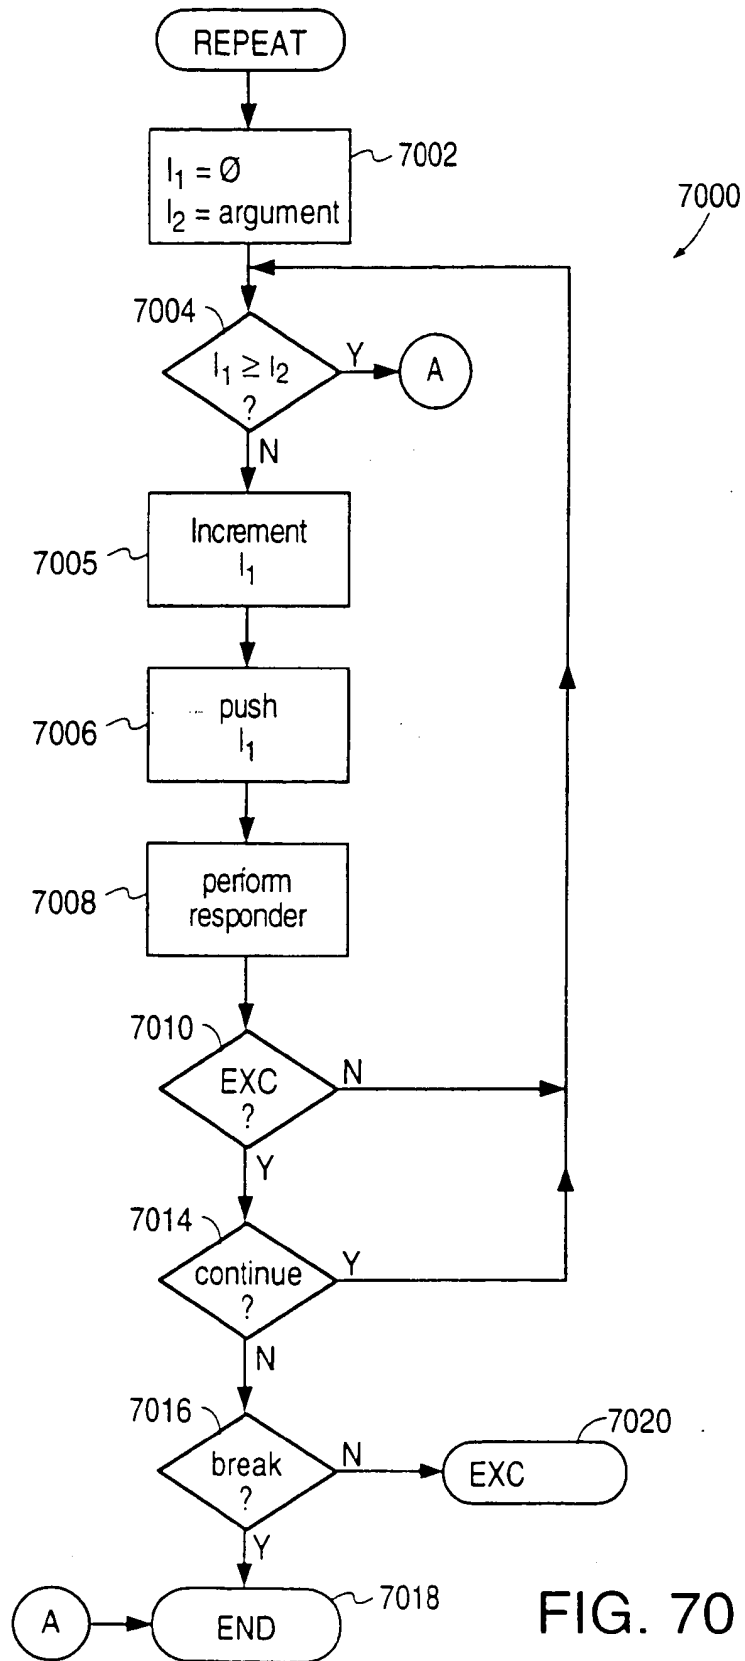 REPEAT
7002
I₁ = Ø
I₂ = argument
7000
7004
I₁ ≥ I₂
?
Y
A
N
7005
Increment
I₁
7006
push
I₁
7008
perform
responder
7010
EXC
?
N
Y
7014
continue
?
Y
N
7016
break
?
N
7020
EXC
Y
A
END
7018
FIG. 70